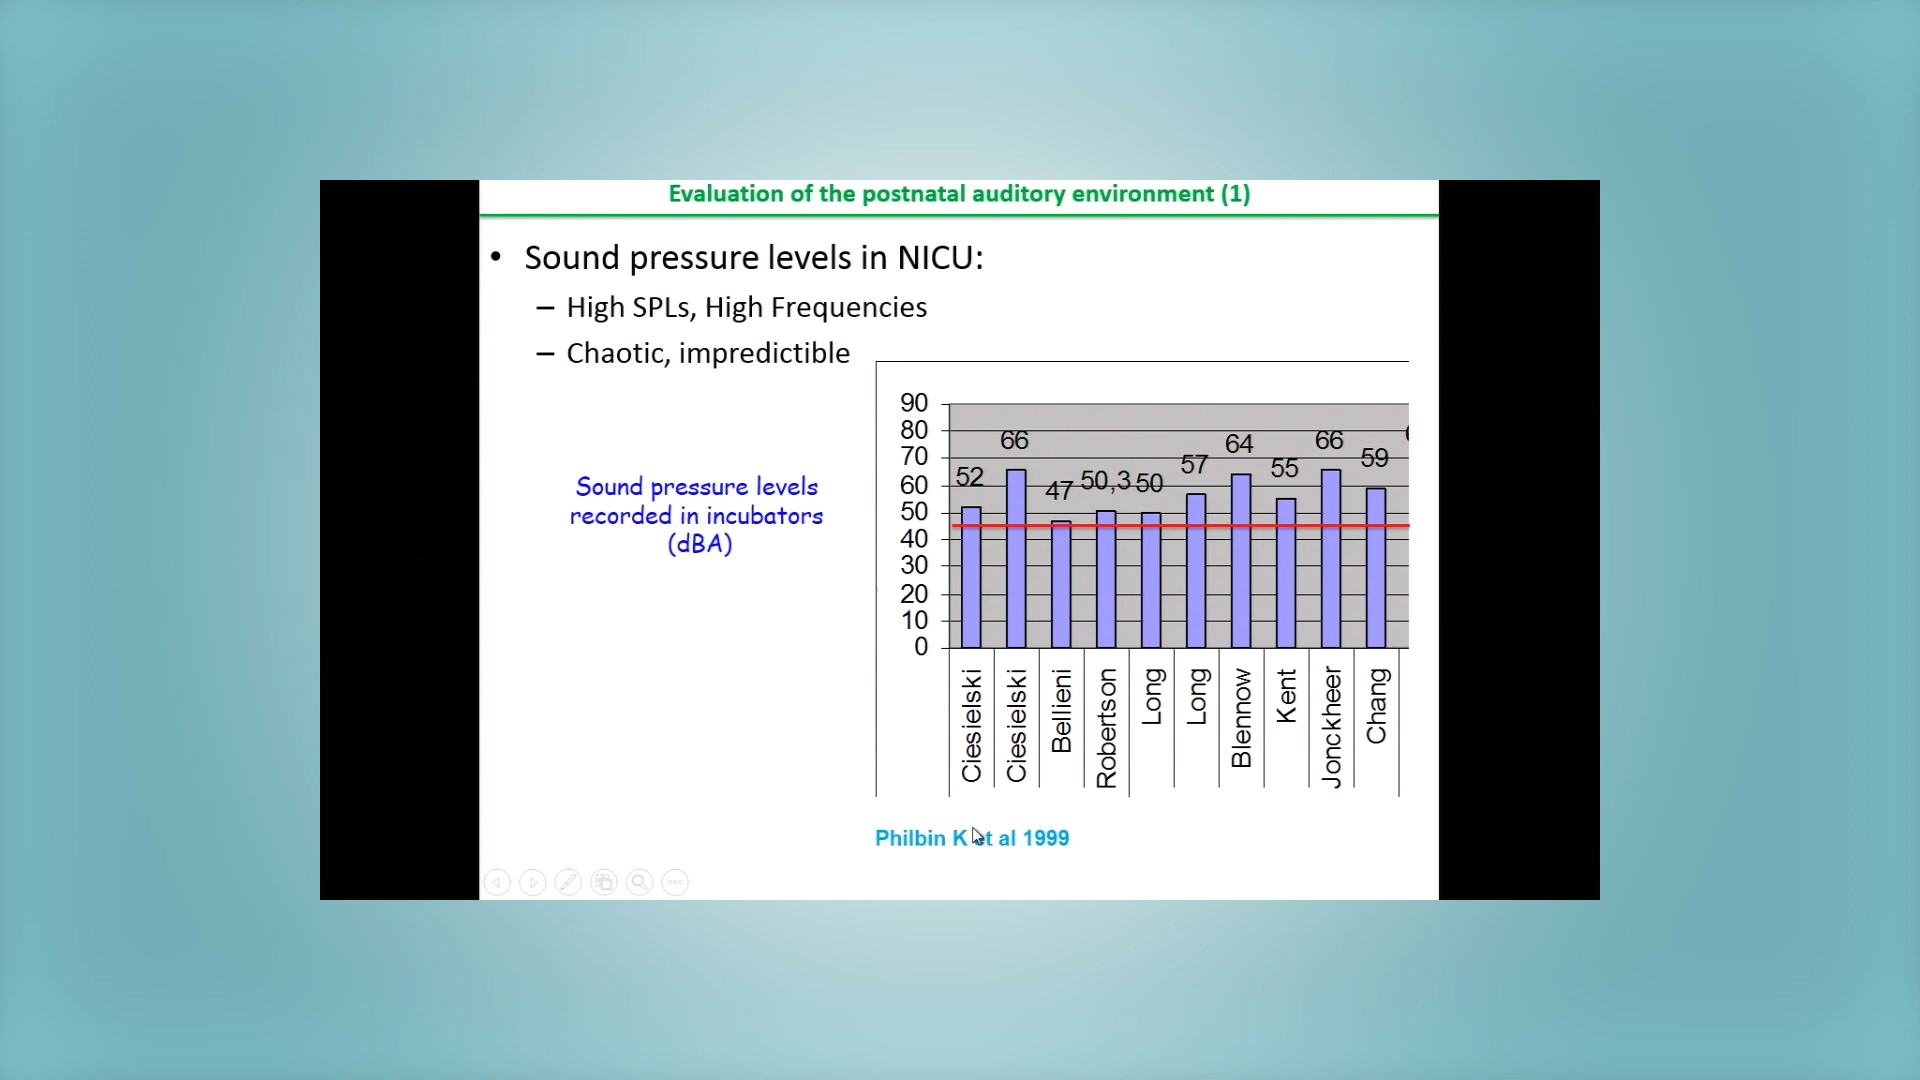 Evaluation of the postnatal auditory environment (1)
• Sound pressure levels in NICU:
– High SPLs, High Frequencies
– Chaotic, impredictible
Sound pressure levels
recorded in incubators
(dBA)
90
80
70
60
50
40
30
20
10
0
52
66
47
50,3
50
57
64
55
66
59
Ciesielski
Ciesielski
Bellieni
Robertson
Long
Long
Blennow
Kent
Jonckheer
Chang
Philbin K et al 1999